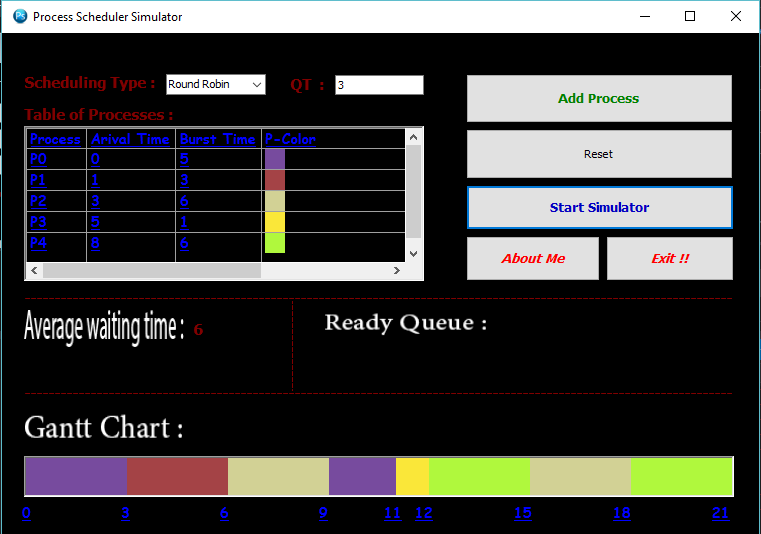 Process Scheduler Simulator
Scheduling Type : Round Robin QT : 3
Table of Processes :
Process Arival Time Burst Time P-Color
P0 0 5
P1 1 3
P2 3 6
P3 5 1
P4 8 6
Add Process
Reset
Start Simulator
About Me Exit !!
Average waiting time : 6
Ready Queue :
Gantt Chart :
0 3 6 9 11 12 15 18 21